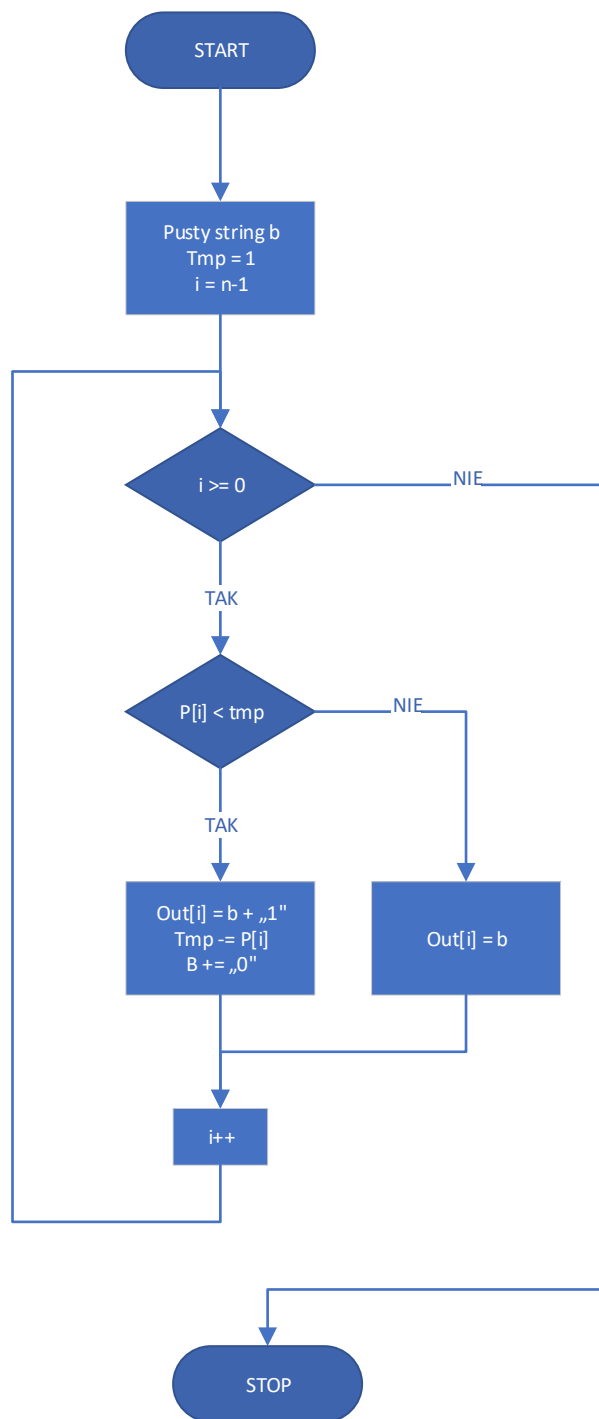 START
Pusty string b
Tmp = 1
i = n-1
i >= 0
NIE
TAK
P[i] < tmp
NIE
TAK
Out[i] = b + „1"
Tmp -= P[i]
B += „0"
Out[i] = b
i++
STOP